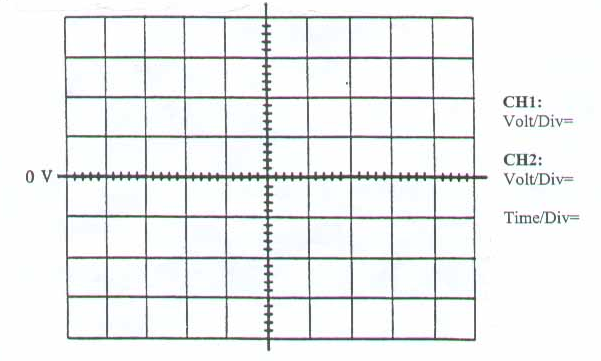 0 V
CH1:
Volt/Div=
CH2:
Volt/Div=
Time/Div=